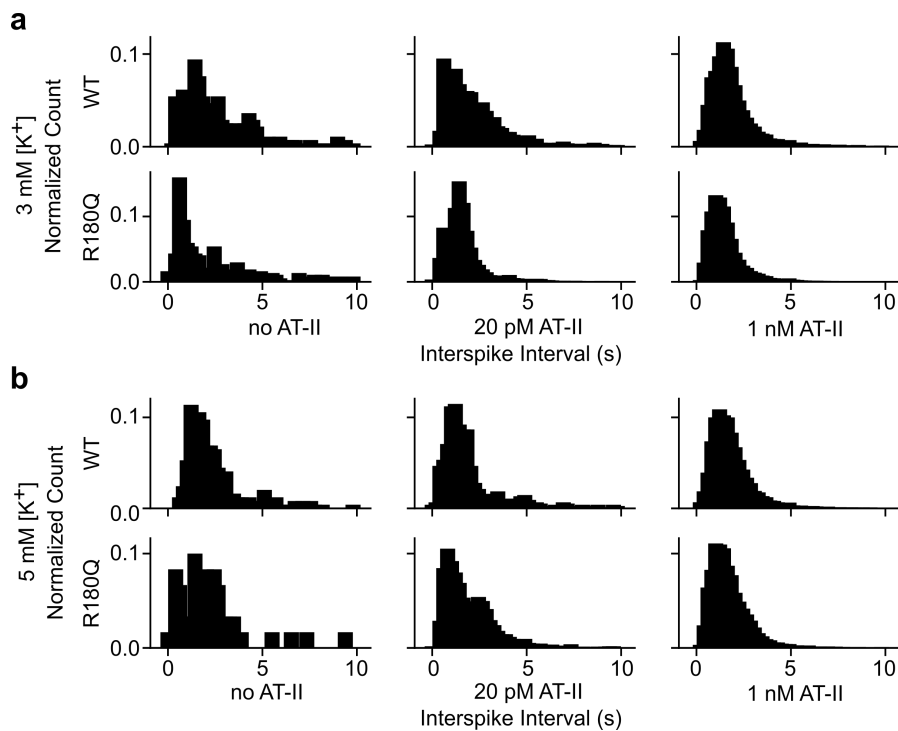 a
3 mM [K+]
Normalized Count
WT
0.1
0.0
R180Q
0.1
0.0
0 5 10
0 5 10
0 5 10
no AT-II
20 pM AT-II
1 nM AT-II
Interspike Interval (s)
b
5 mM [K+]
Normalized Count
WT
0.1
0.0
R180Q
0.1
0.0
0 5 10
0 5 10
0 5 10
no AT-II
20 pM AT-II
1 nM AT-II
Interspike Interval (s)